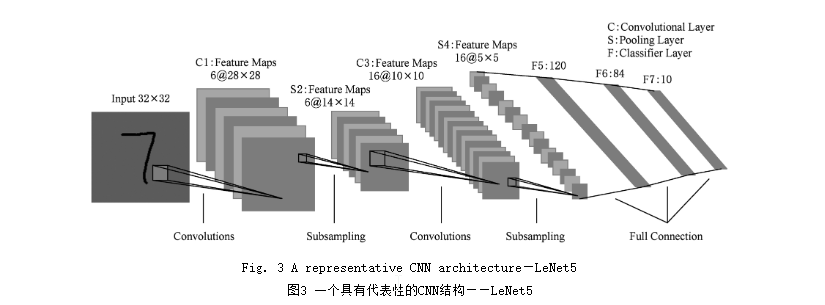 C:Convolutional Layer
S:Pooling Layer
F:Classifier Layer
C1:Feature Maps
6@28×28
S2:Feature Maps
6@14×14
C3:Feature Maps
16@10×10
S4:Feature Maps
16@5×5
F5:120
F6:84
F7:10
Input 32×32
Convolutions
Subsampling
Convolutions
Subsampling
Full Connection
7
Fig. 3 A representative CNN architecture—LeNet5
图3 一个具有代表性的CNN结构——LeNet5